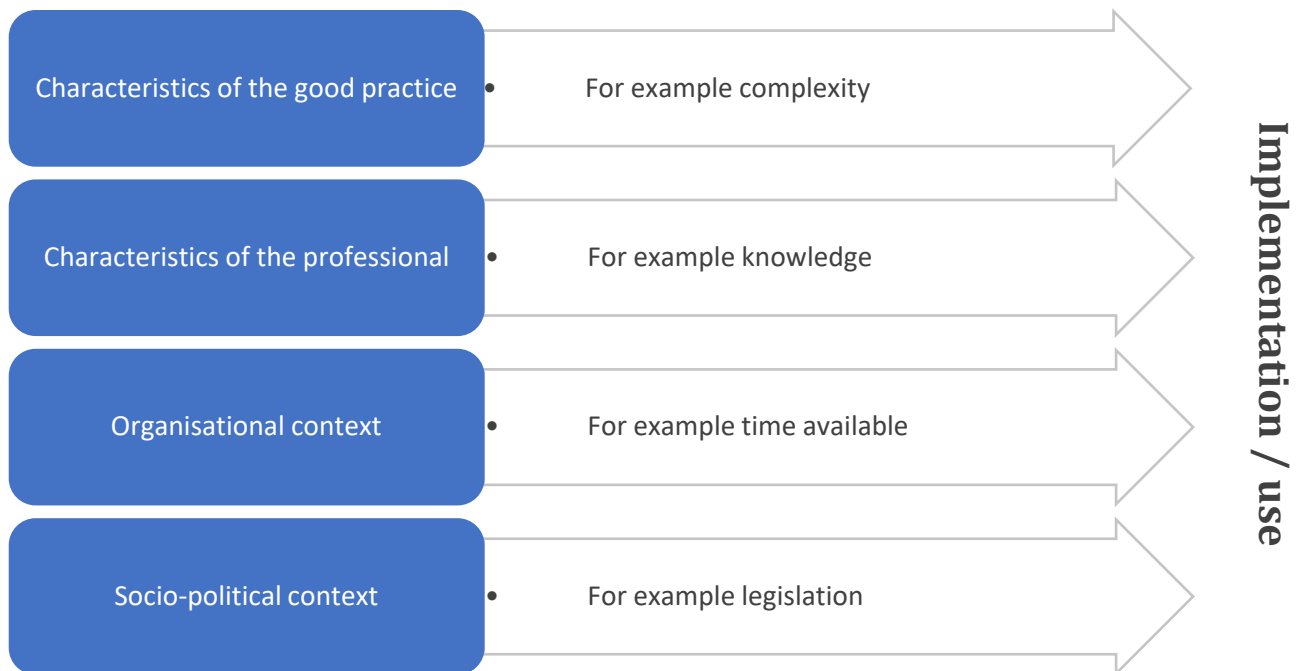 Characteristics of the good practice
• For example complexity
Characteristics of the professional
• For example knowledge
Organisational context
• For example time available
Socio-political context
• For example legislation
Implementation / use